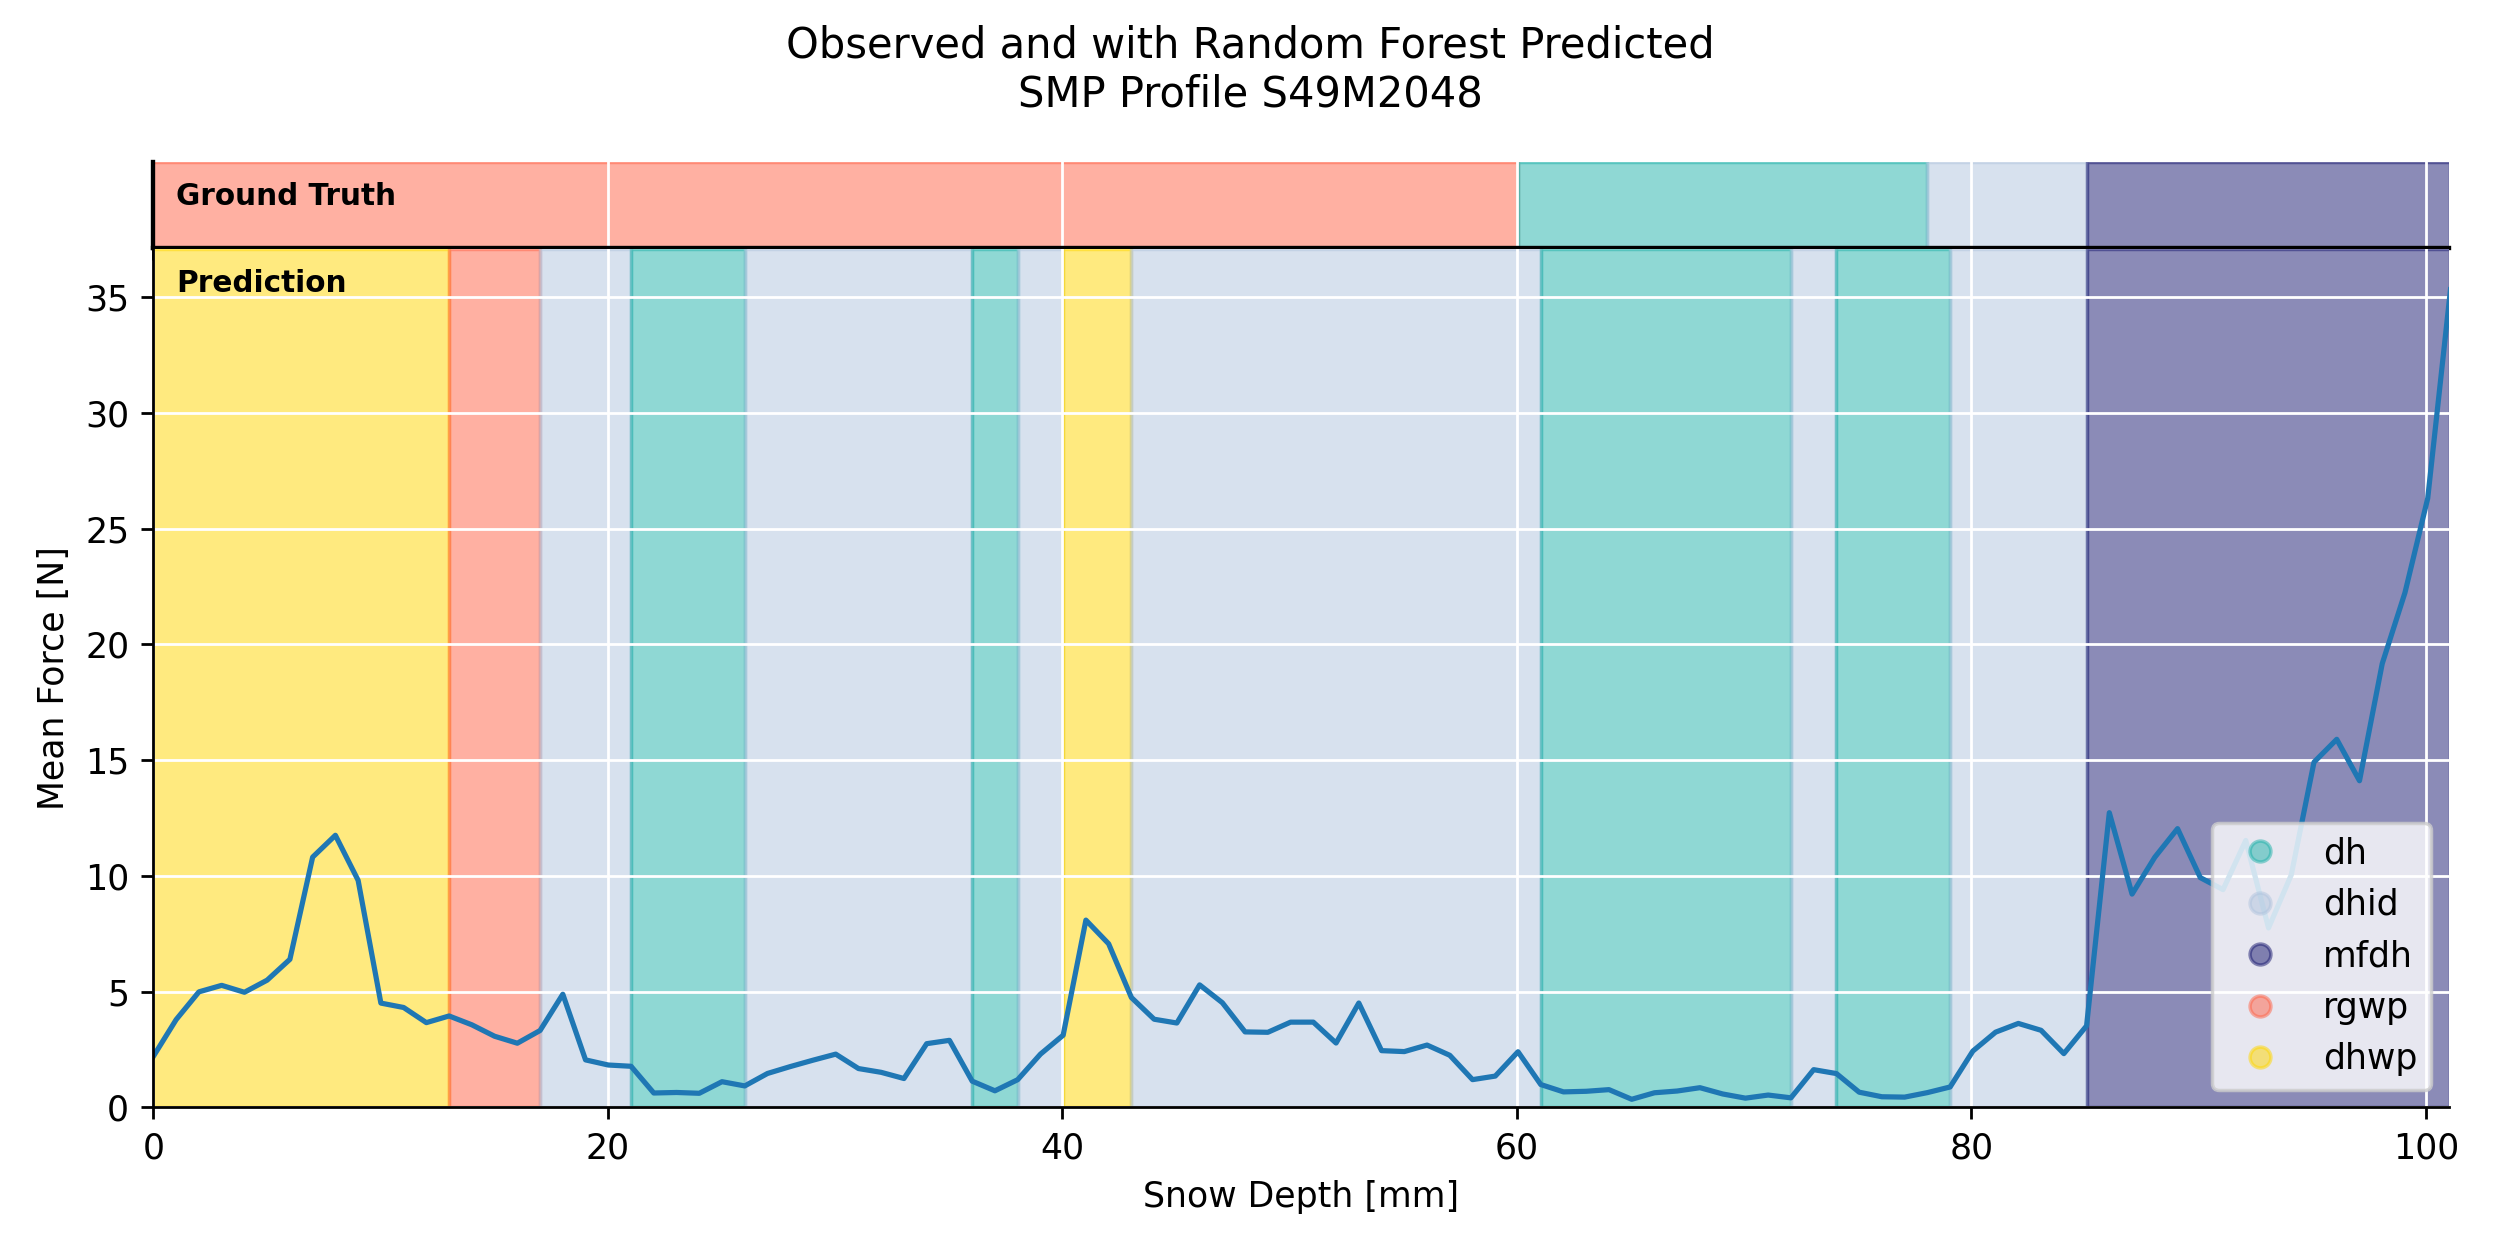 Observed and with Random Forest Predicted
SMP Profile S49M2048
Ground Truth
Prediction
35
30
25
20
15
10
5
0
Mean Force [N]
dh
dhid
mfdh
rgwp
dhwp
0 20 40 60 80 100
Snow Depth [mm]